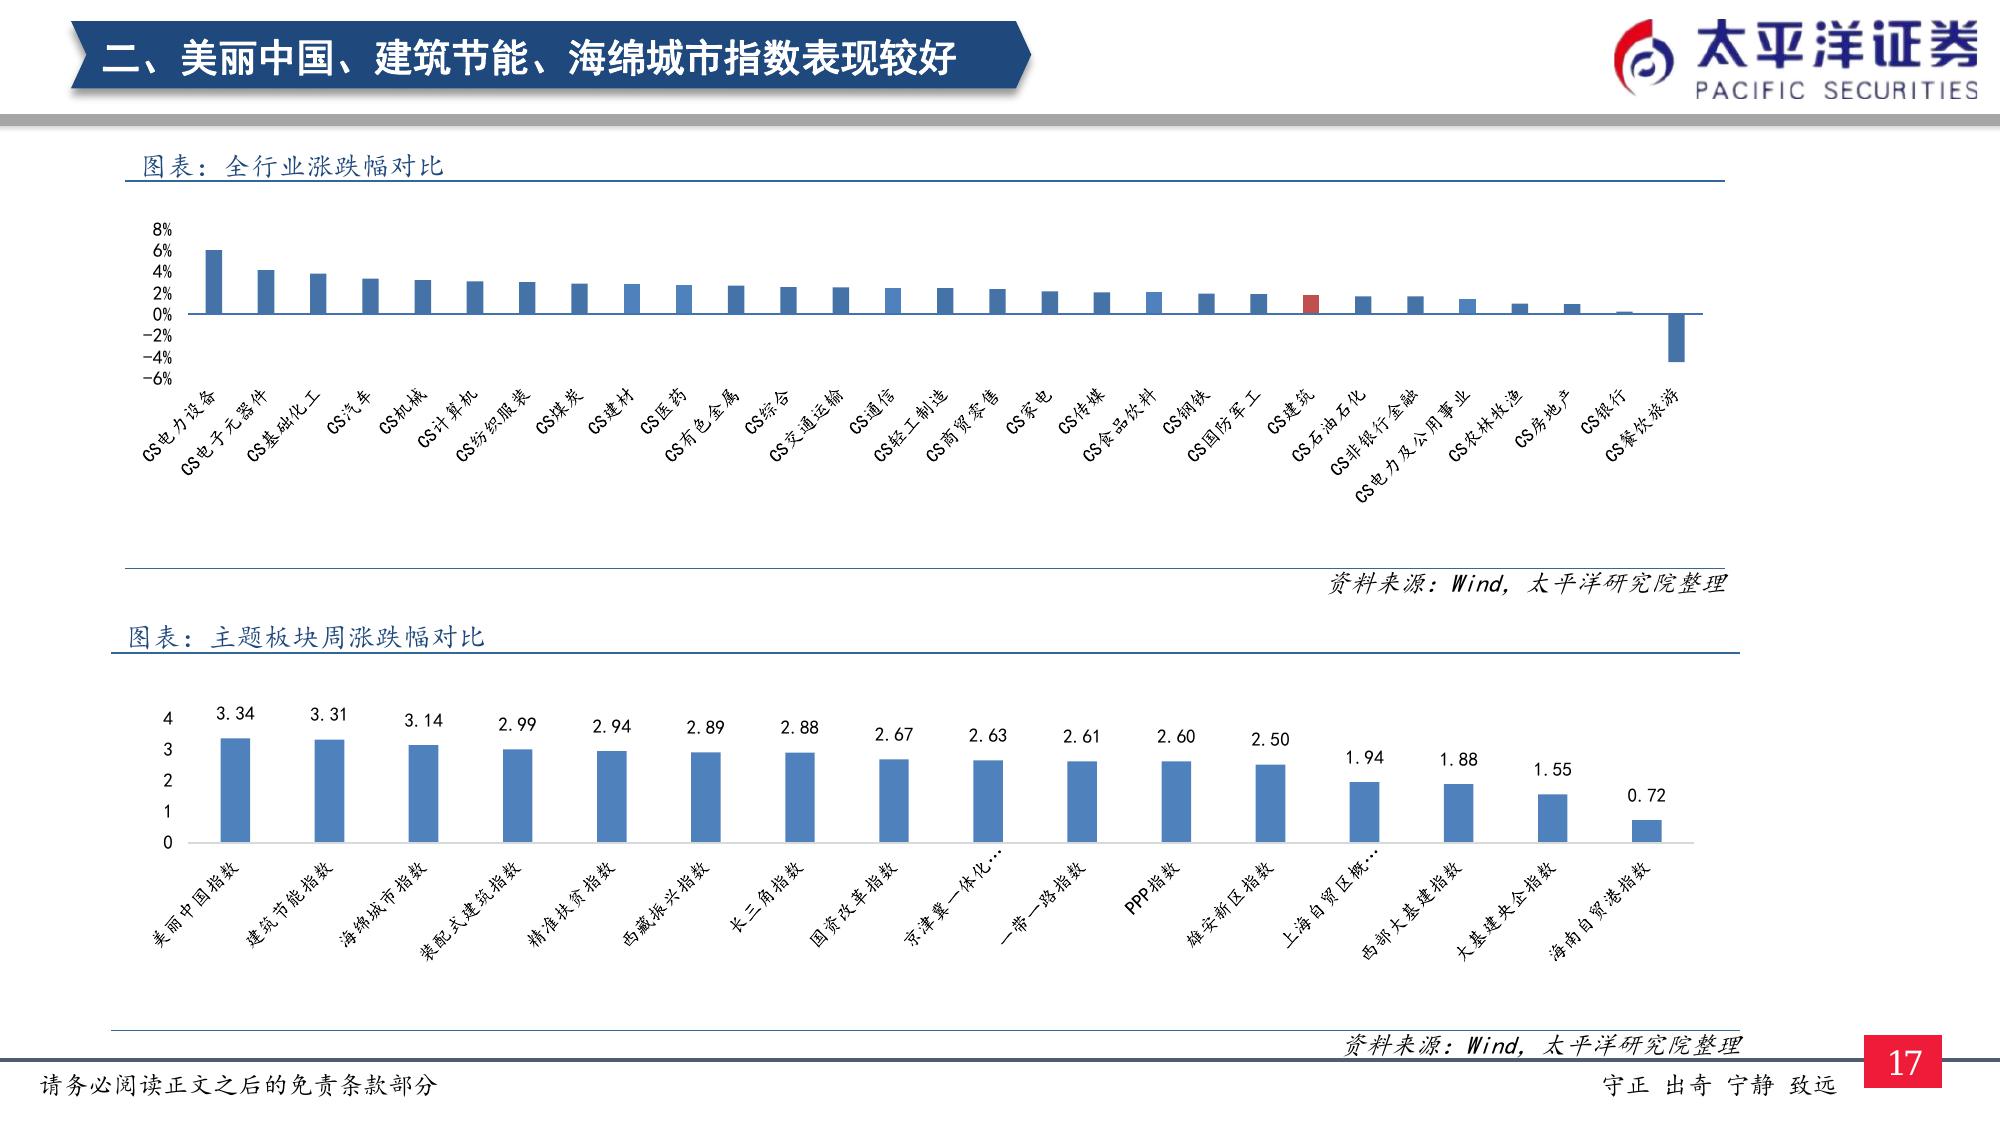 二、美丽中国、建筑节能、海绵城市指数表现较好
太平洋证券
PACIFIC SECURITIES
图表：全行业涨跌幅对比
8%
6%
4%
2%
0%
-2%
-4%
-6%
CS电力设备
CS电子元器件
CS基础化工
CS汽车
CS机械
CS计算机
CS纺织服装
CS煤炭
CS建材
CS医药
CS有色金属
CS综合
CS交通运输
CS通信
CS轻工制造
CS商贸零售
CS家电
CS传媒
CS食品饮料
CS钢铁
CS国防军工
CS建筑
CS石油石化
CS非银行金融
CS电力及公用事业
CS农林牧渔
CS房地产
CS银行
CS餐饮旅游
资料来源：Wind，太平洋研究院整理
图表：主题板块周涨跌幅对比
4
3
2
1
0
3.34
3.31
3.14
2.99
2.94
2.89
2.88
2.67
2.63
2.61
2.60
2.50
1.94
1.88
1.55
0.72
美丽中国指数
建筑节能指数
海绵城市指数
装配式建筑指数
精准扶贫指数
西藏振兴指数
长三角指数
国资改革指数
京津冀一体化…
一带一路指数
PPP指数
雄安新区指数
上海自贸区概…
西部大基建指数
大基建央企指数
海南自贸港指数
资料来源：Wind，太平洋研究院整理
17
请务必阅读正文之后的免责条款部分
守正 出奇 宁静 致远